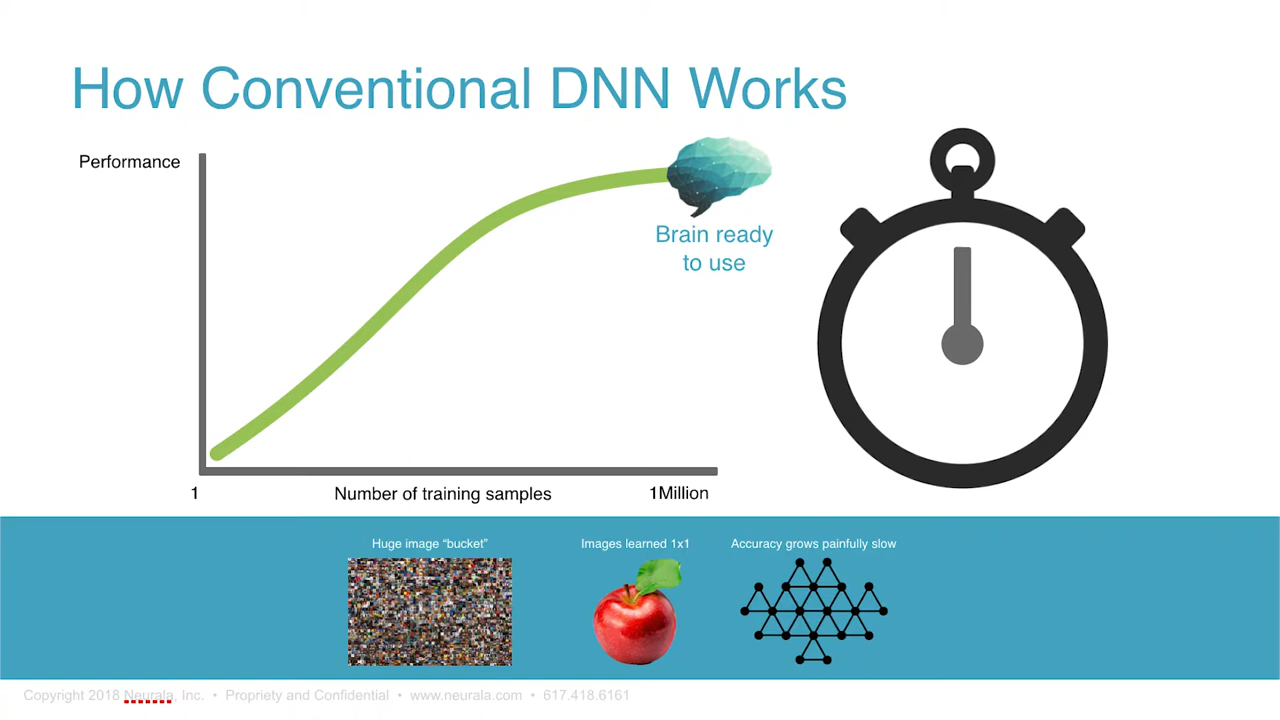 How Conventional DNN Works
Performance
Brain ready
to use
1
Number of training samples
1Million
Huge image “bucket”
Images learned 1x1
Accuracy grows painfully slow
Copyright 2018 Neurala, Inc. • Propriety and Confidential • www.neurala.com • 617.418.6161